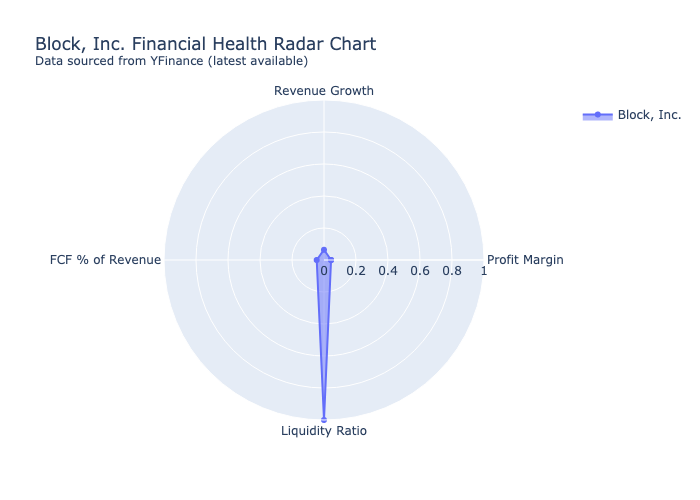 Block, Inc. Financial Health Radar Chart
Data sourced from YFinance (latest available)
Revenue Growth
Block, Inc.
FCF % of Revenue
Profit Margin
0 0.2 0.4 0.6 0.8 1
Liquidity Ratio